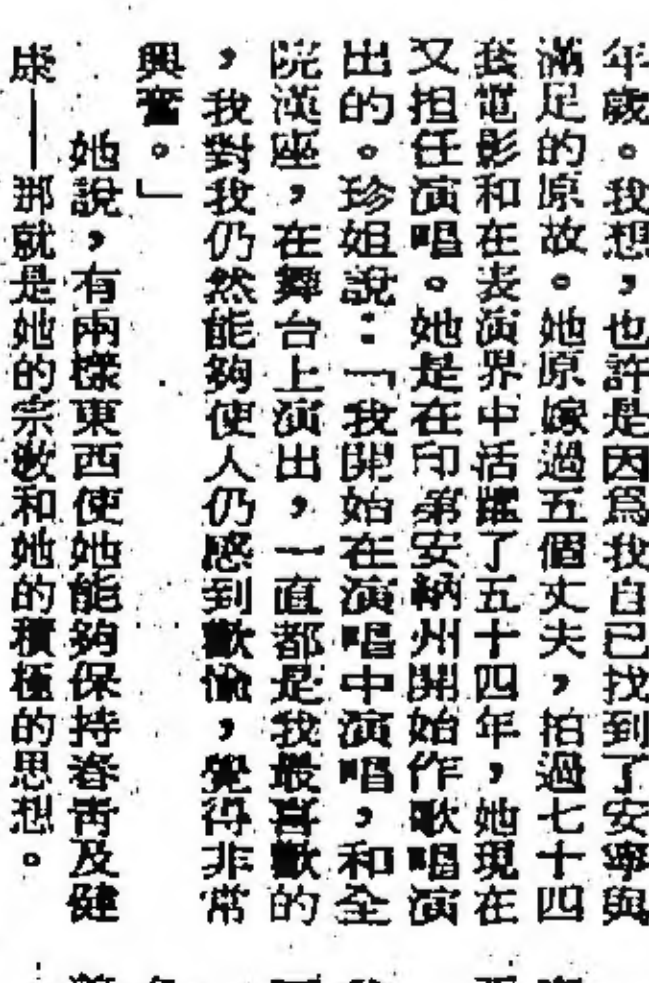 年歲。我想，也許是因爲我自已找到了安寧與
滿足的原故。她原嫁過五個丈夫，拍過七十四
套電影和在表演界中活躍了五十四年，她現在
又担任演唱。她是在印第安納州開始作歌唱演
出的。珍姐說：「我開始在演唱中演唱，和全
院滿座，在舞台上演出，一直都是我最喜歡的
，我對我仍然能夠使人仍感到歡愉，覺得非常
興奮。」
她說，有兩樣東西使她能夠保持春靑及健
康——那就是她的宗敎和她的積極的思想。